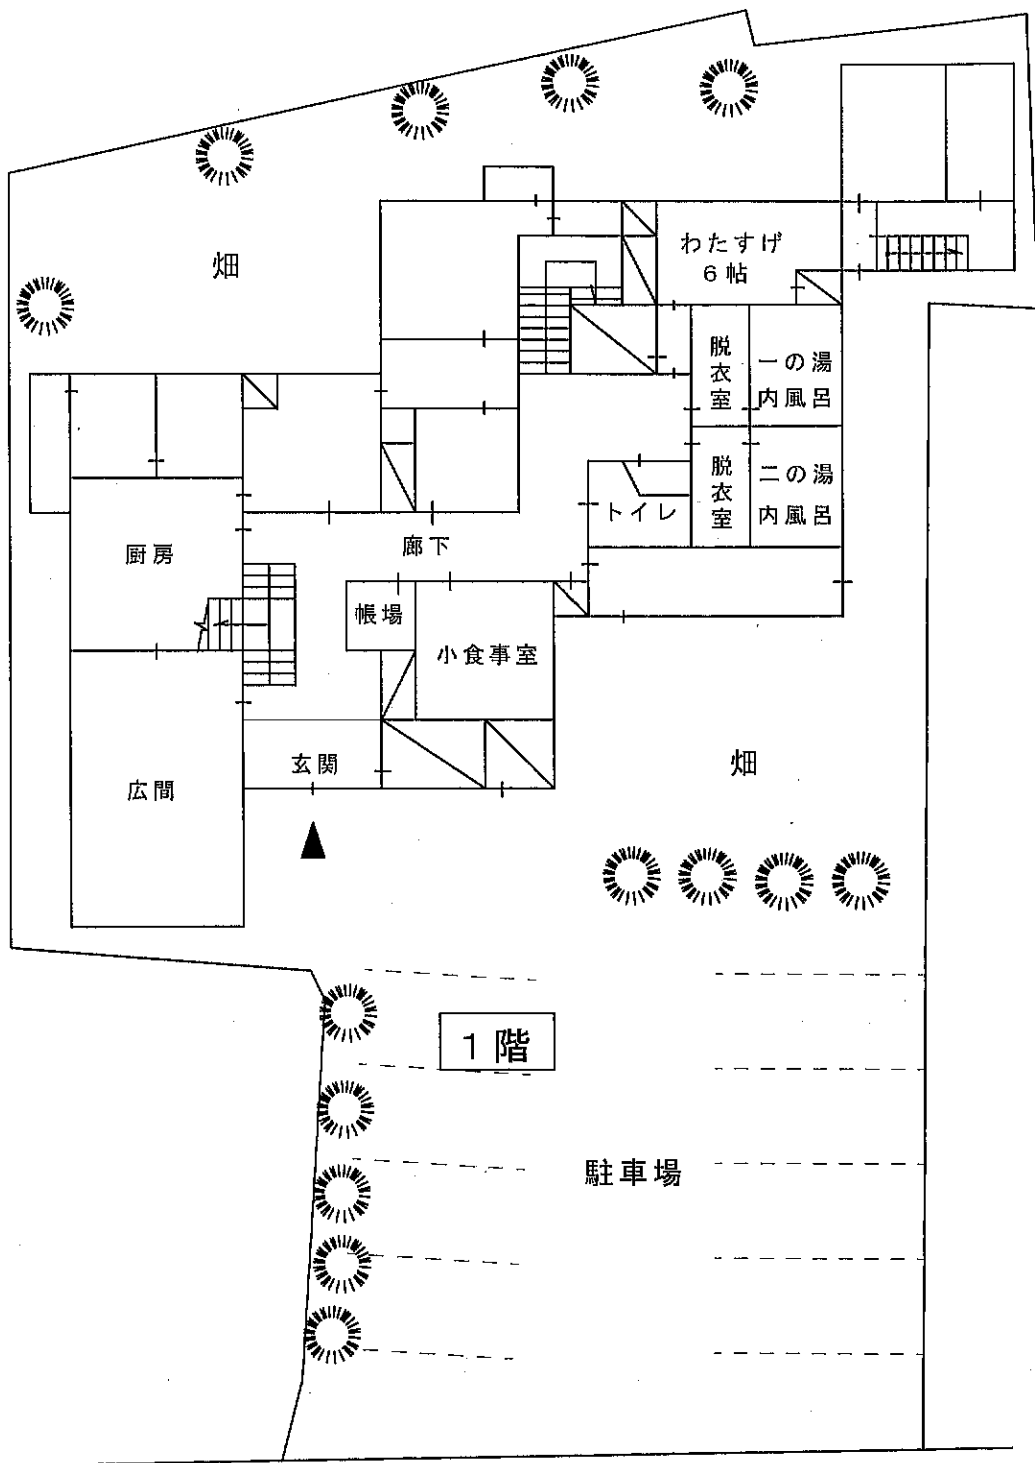 畑
わたすげ
6帖
脱衣室
一の湯
内風呂
脱衣室
二の湯
内風呂
トイレ
厨房
廊下
帳場
小食事室
玄関
広間
畑
1階
駐車場